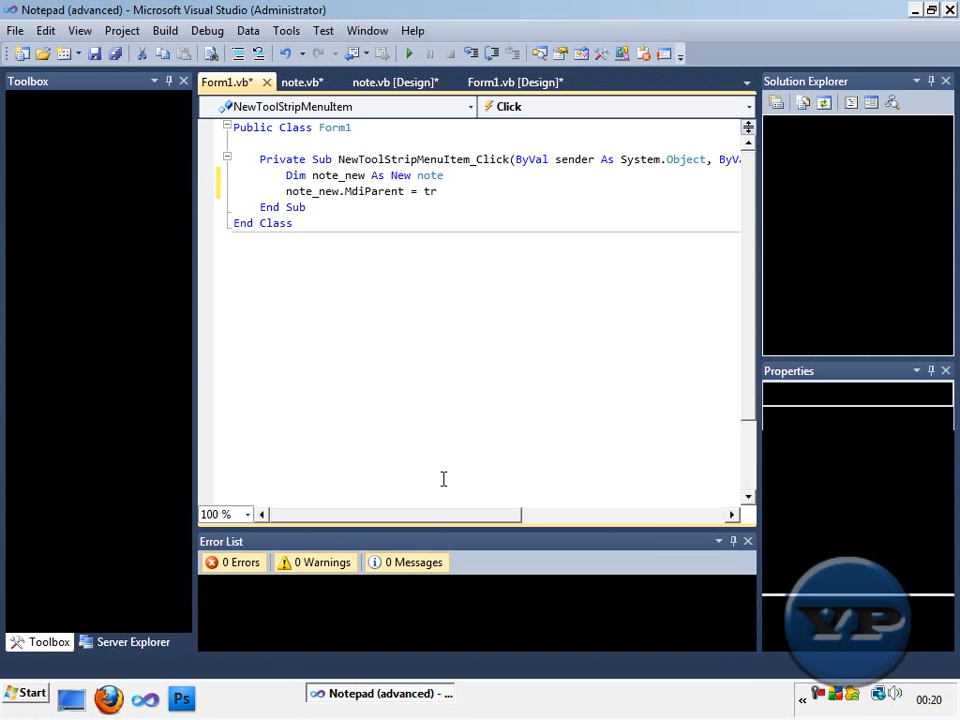 Notepad (advanced) - Microsoft Visual Studio (Administrator)
File Edit View Project Build Debug Data Tools Test Window Help
Toolbox
Form1.vb* note.vb* note.vb [Design]* Form1.vb [Design]*
Solution Explorer
NewToolStripMenuItem Click
Public Class Form1
Private Sub NewToolStripMenuItem_Click(ByVal sender As System.Object, ByVa
Dim note_new As New note
note_new.MdiParent = tr
End Sub
End Class
Properties
100 %
Error List
0 Errors 0 Warnings 0 Messages
YP
Toolbox Server Explorer
Start Ps Notepad (advanced) - ... 00:20